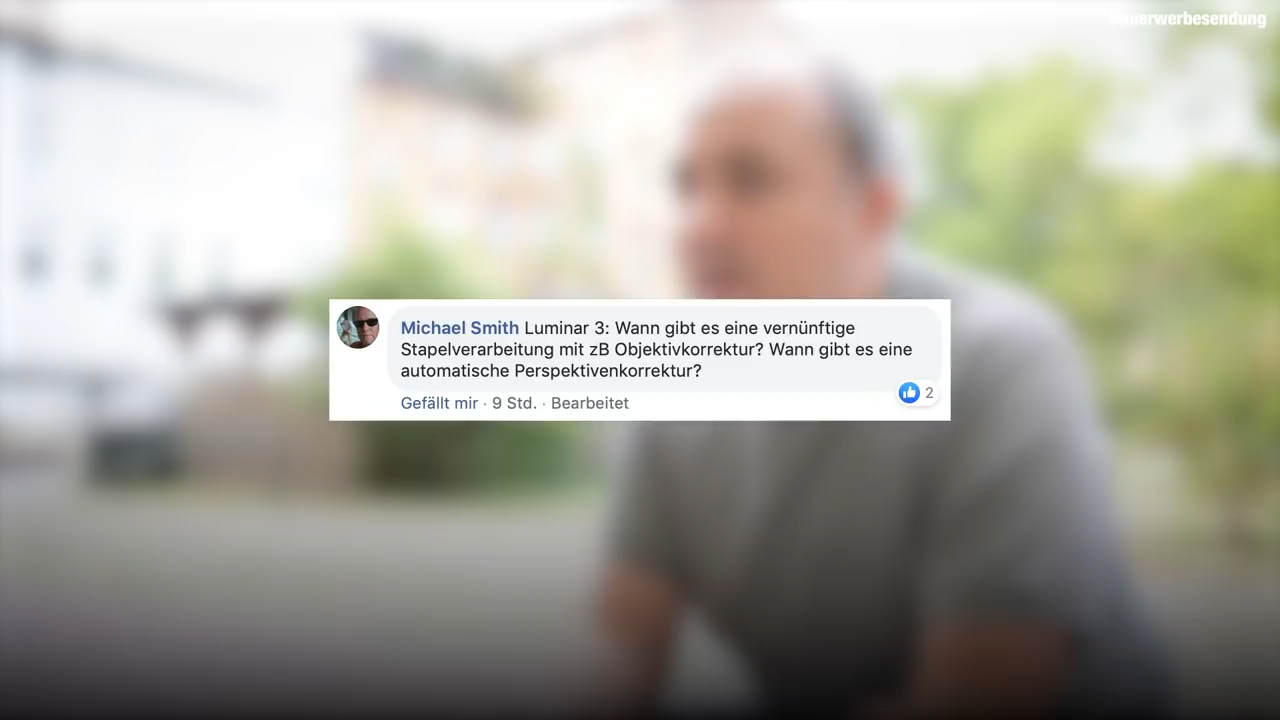 Michael Smith Luminar 3: Wann gibt es eine vernünftige
Stapelverarbeitung mit zB Objektivkorrektur? Wann gibt es eine
automatische Perspektivenkorrektur?
2
Gefällt mir · 9 Std. · Bearbeitet